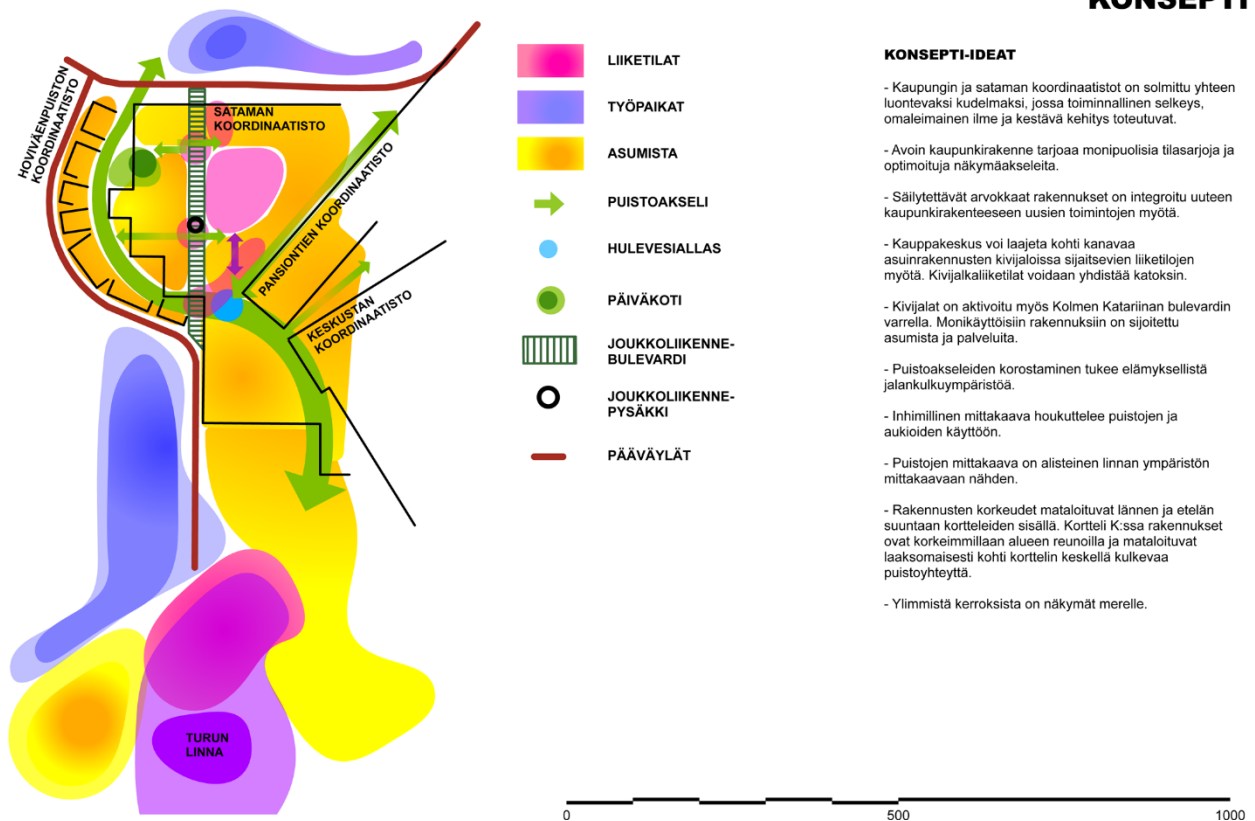 KONSEPTI
HOVIVÄENPUISTON
KOORDINAATISTO
SATAMAN
KOORDINAATISTO
PANSIONTIEN KOORDINAATISTO
KESKUSTAN
KOORDINAATISTO
TURUN
LINNA
LIIKETILAT
TYÖPAIKAT
ASUMISTA
PUISTOAKSELI
HULEVESIALLAS
PÄIVÄKOTI
JOUKKOLIIKENNE-
BULEVARDI
JOUKKOLIIKENNE-
PYSÄKKI
PÄÄVÄYLÄT
KONSEPTI-IDEAT
- Kaupungin ja sataman koordinaatistot on solmittu yhteen
luontevaksi kudelmaksi, jossa toiminnallinen selkeys,
omaleimainen ilme ja kestävä kehitys toteutuvat.
- Avoin kaupunkirakenne tarjoaa monipuolisia tilasarjoja ja
optimoituja näkymäakseleita.
- Säilytettävät arvokkaat rakennukset on integroitu uuteen
kaupunkirakenteeseen uusien toimintojen myötä.
- Kauppakeskus voi laajeta kohti kanavaa
asuinrakennusten kivijaloissa sijaitsevien liiketilojen
myötä. Kivijalkaliiketilat voidaan yhdistää katoksin.
- Kivijalat on aktivoitu myös Kolmen Katariinan bulevardin
varrella. Monikäyttöisiin rakennuksiin on sijoitettu
asumista ja palveluita.
- Puistoakseleiden korostaminen tukee elämyksellistä
jalankulkuympäristöä.
- Inhimillinen mittakaava houkuttelee puistojen ja
aukioiden käyttöön.
- Puistojen mittakaava on alisteinen linnan ympäristön
mittakaavaan nähden.
- Rakennusten korkeudet mataloituvat lännen ja etelän
suuntaan kortteleiden sisällä. Kortteli K:ssa rakennukset
ovat korkeimmillaan alueen reunoilla ja mataloituvat
laaksomaisesti kohti korttelin keskellä kulkevaa
puistoyhteyttä.
- Ylimmistä kerroksista on näkymät merelle.
0
500
1000